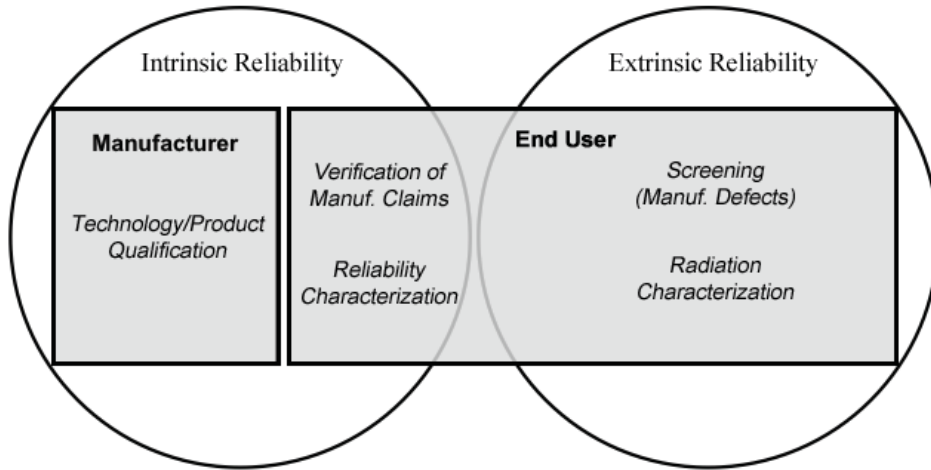 Intrinsic Reliability
Extrinsic Reliability
Manufacturer
Technology/Product
Qualification
End User
Verification of
Manuf. Claims
Reliability
Characterization
Screening
(Manuf. Defects)
Radiation
Characterization